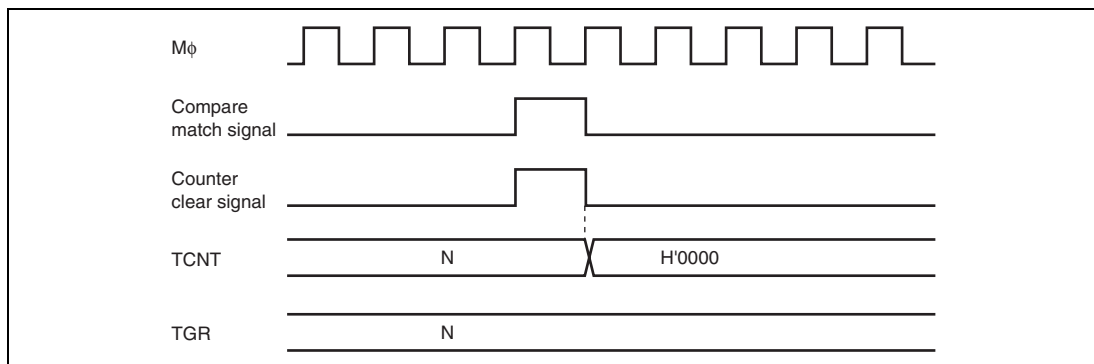 Mϕ
Compare
match signal
Counter
clear signal
TCNT
N
H'0000
TGR
N